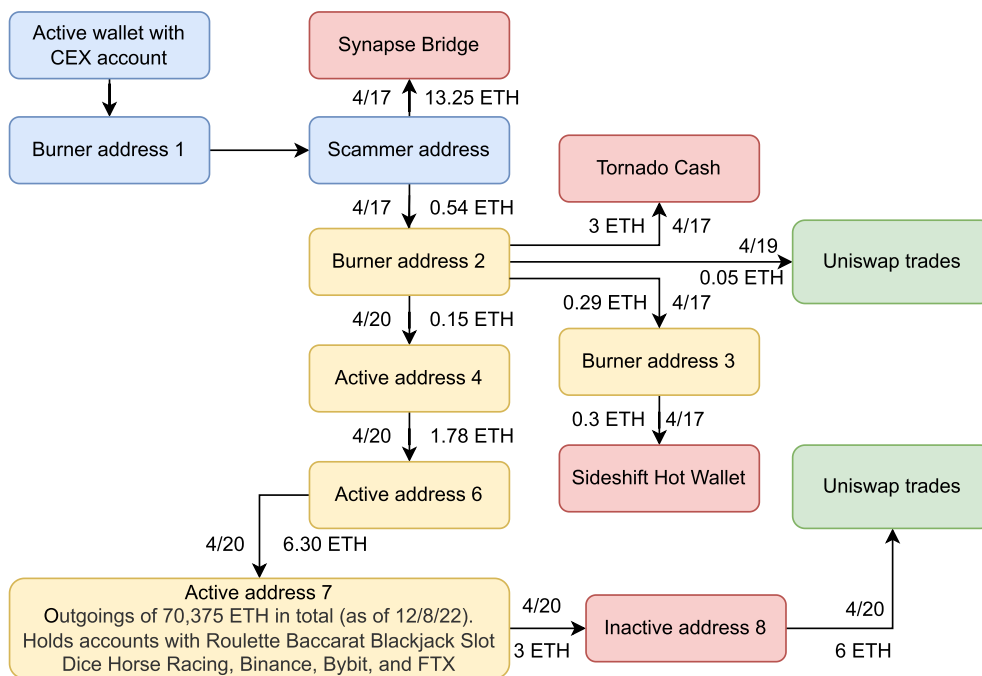 Active wallet with
CEX account
Synapse Bridge
4/17 13.25 ETH
Burner address 1
Scammer address
Tornado Cash
4/17 0.54 ETH
3 ETH 4/17
Burner address 2
4/19
0.05 ETH
Uniswap trades
0.29 ETH 4/17
4/20 0.15 ETH
Burner address 3
Active address 4
0.3 ETH 4/17
4/20 1.78 ETH
Sideshift Hot Wallet
Uniswap trades
Active address 6
4/20 6.30 ETH
Active address 7
Outgoings of 70,375 ETH in total (as of 12/8/22).
Holds accounts with Roulette Baccarat Blackjack Slot
Dice Horse Racing, Binance, Bybit, and FTX
4/20
3 ETH
Inactive address 8
4/20
6 ETH